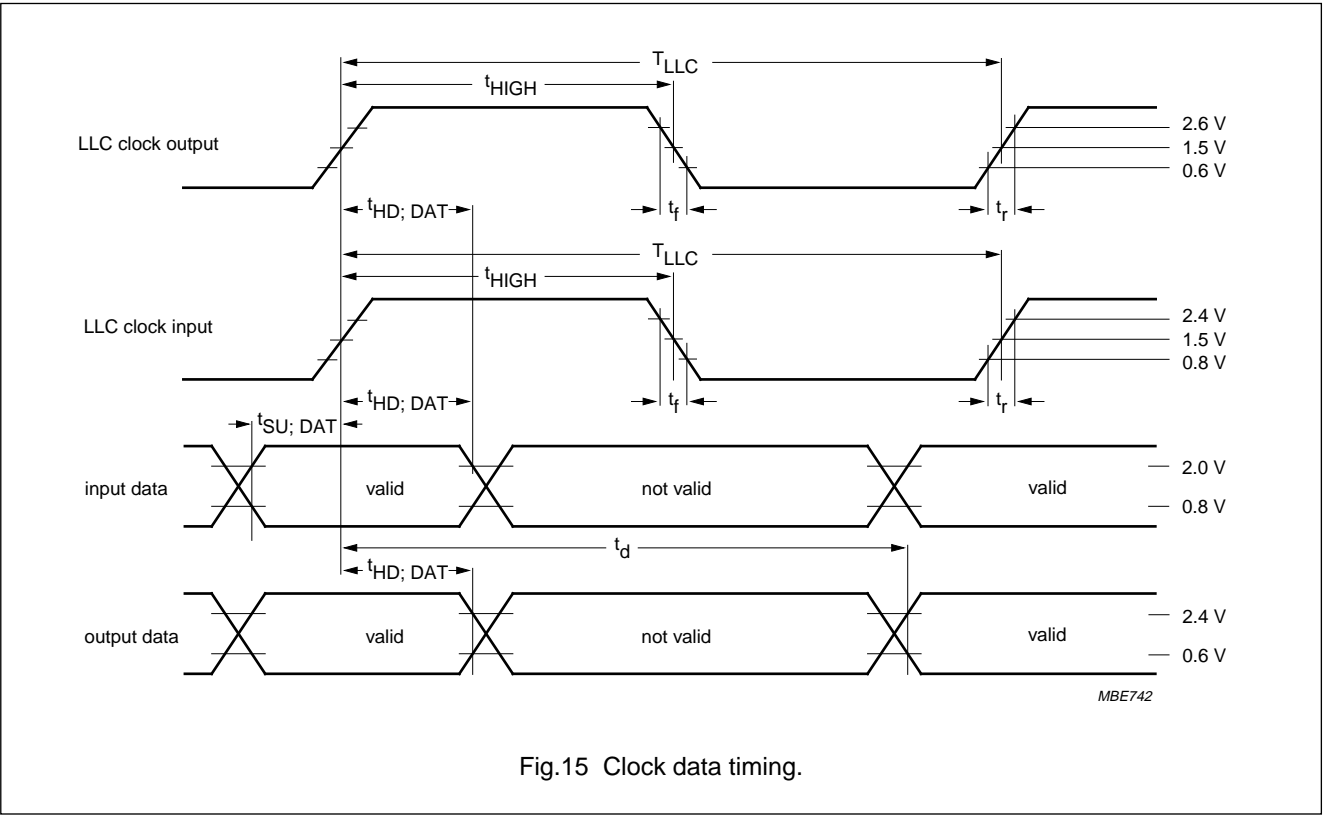 T_LLC
t_HIGH
LLC clock output
2.6 V
1.5 V
0.6 V
t_HD; DAT
t_f
t_r
T_LLC
t_HIGH
LLC clock input
2.4 V
1.5 V
0.8 V
t_HD; DAT
t_f
t_r
t_SU; DAT
input data
valid
not valid
valid
2.0 V
0.8 V
t_d
t_HD; DAT
output data
valid
not valid
valid
2.4 V
0.6 V
MBE742
Fig.15 Clock data timing.